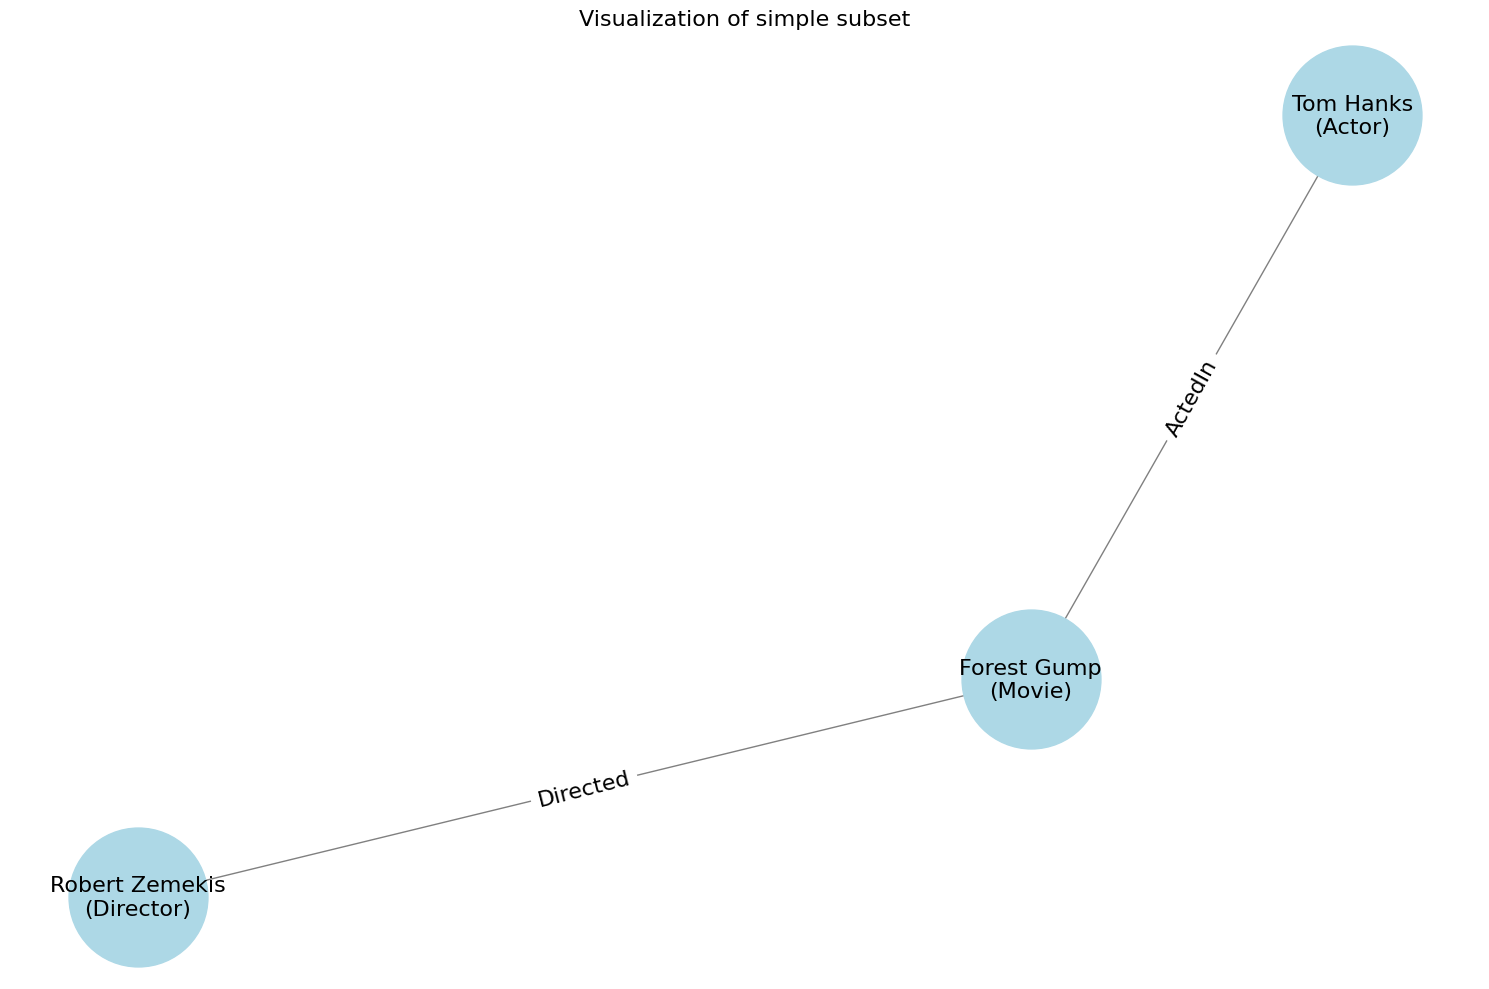 Visualization of simple subset
Tom Hanks
(Actor)
ActedIn
Forest Gump
(Movie)
Directed
Robert Zemekis
(Director)